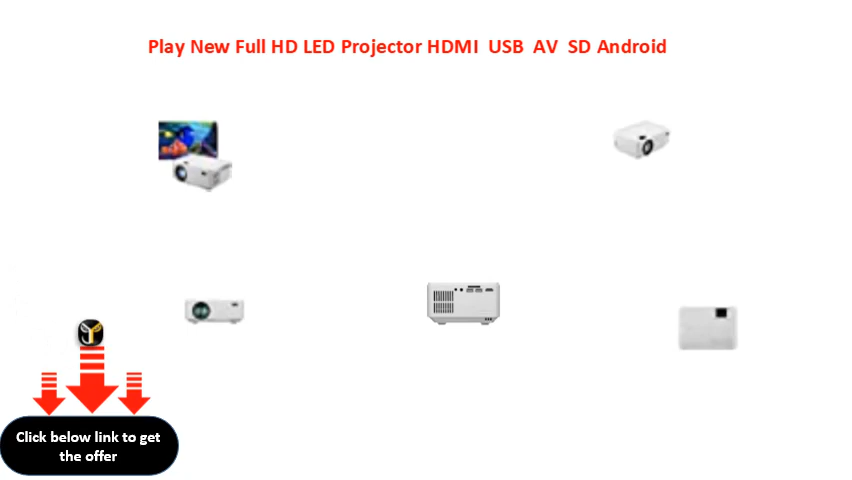 Play New Full HD LED Projector HDMI  USB  AV  SD Android
Click below link to get
the offer